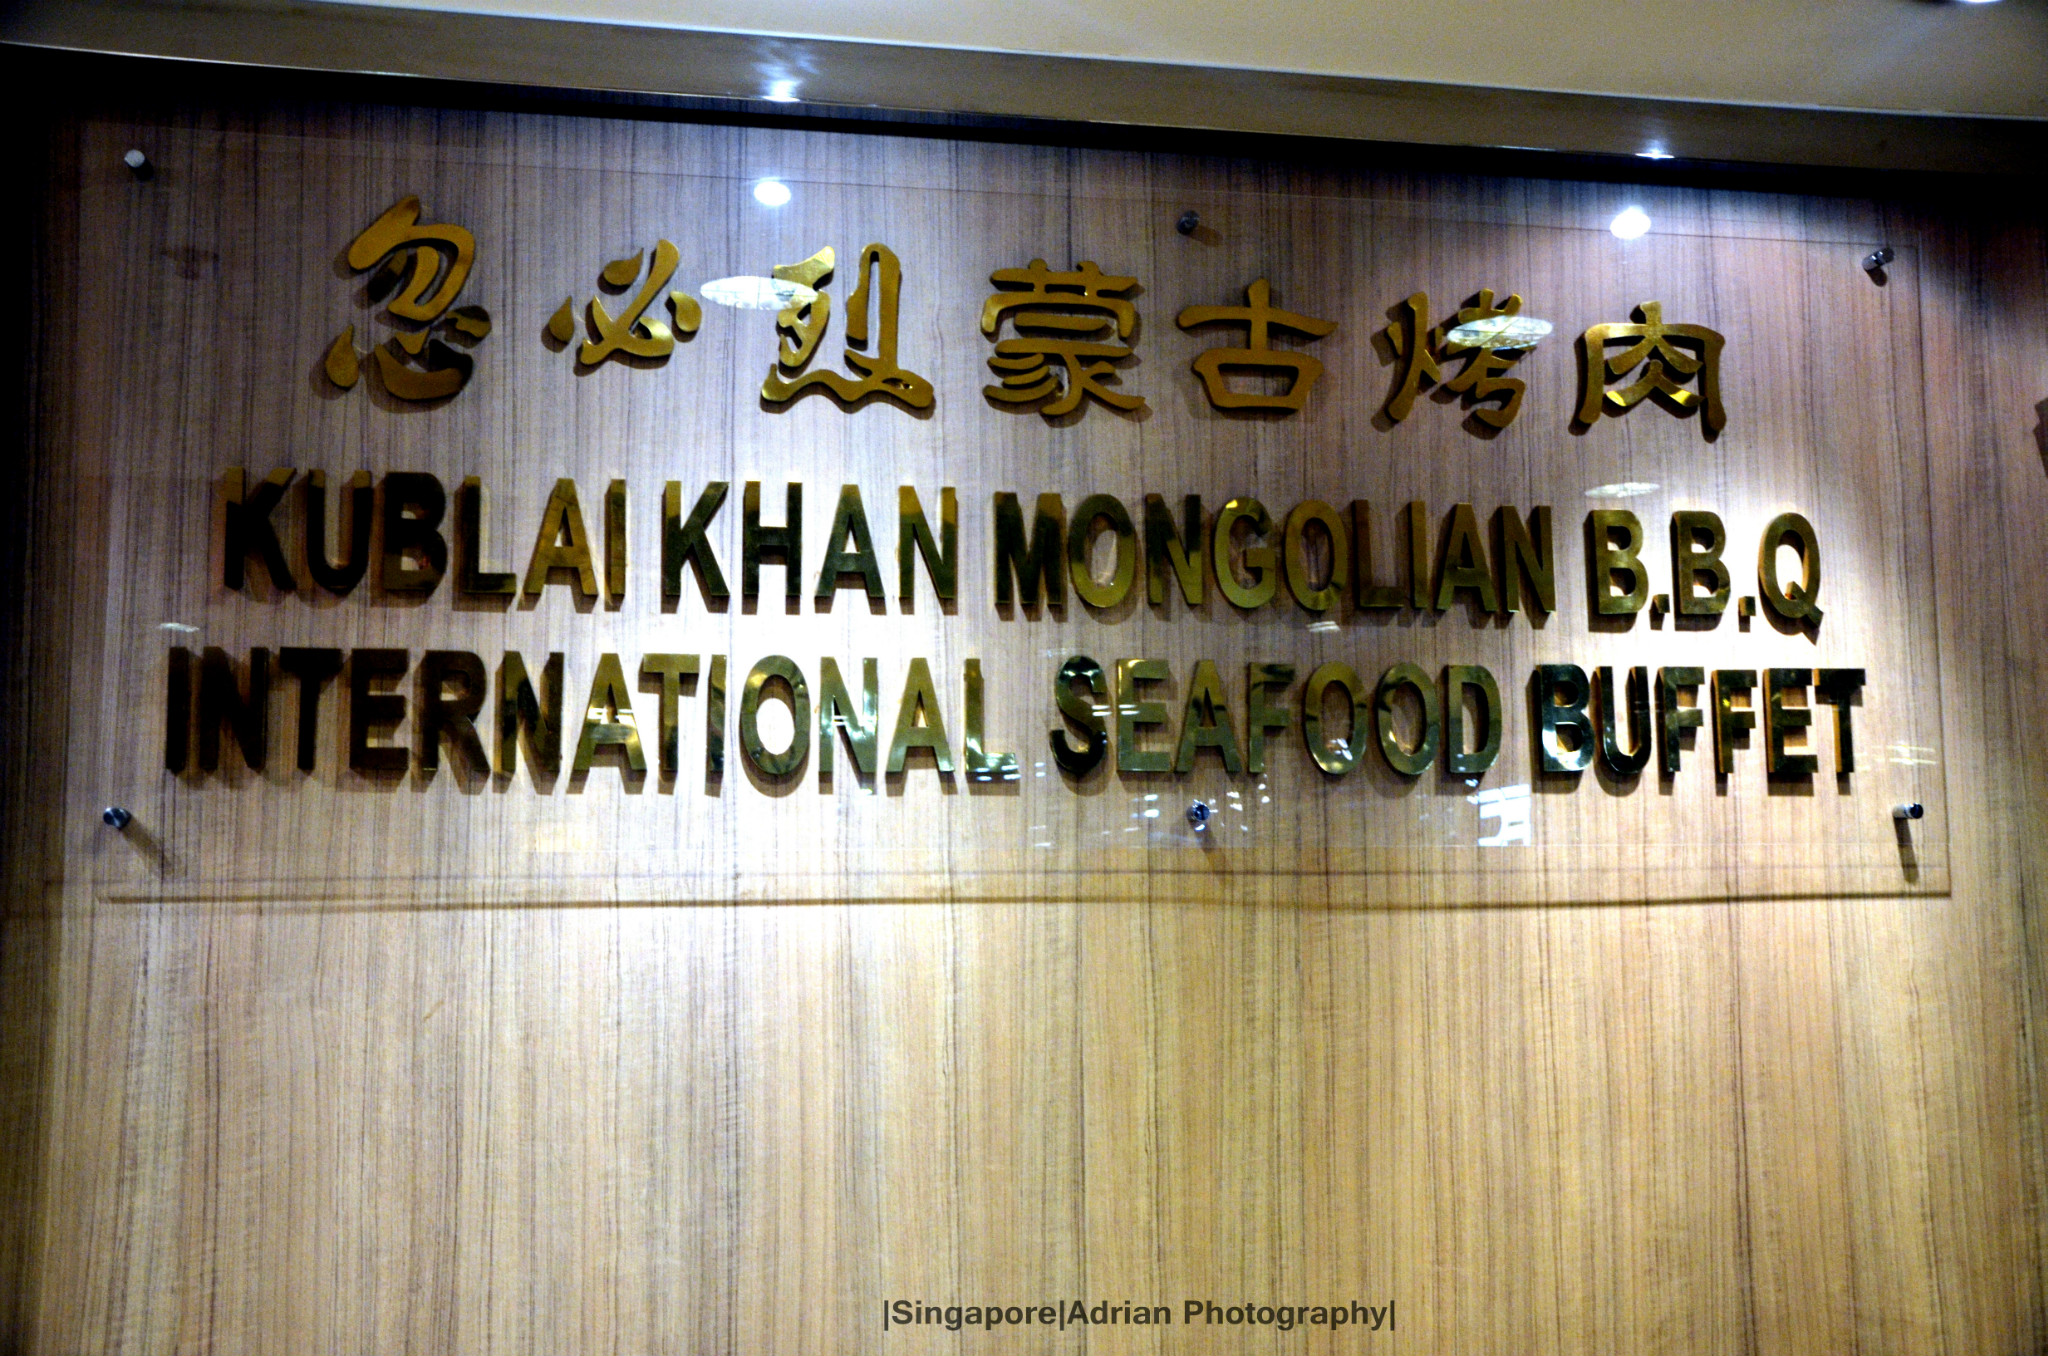 忽必烈蒙古烤肉
KUBLAI KHAN MONGOLIAN B.B.Q
INTERNATIONAL SEAFOOD BUFFET
|Singapore|Adrian Photography|